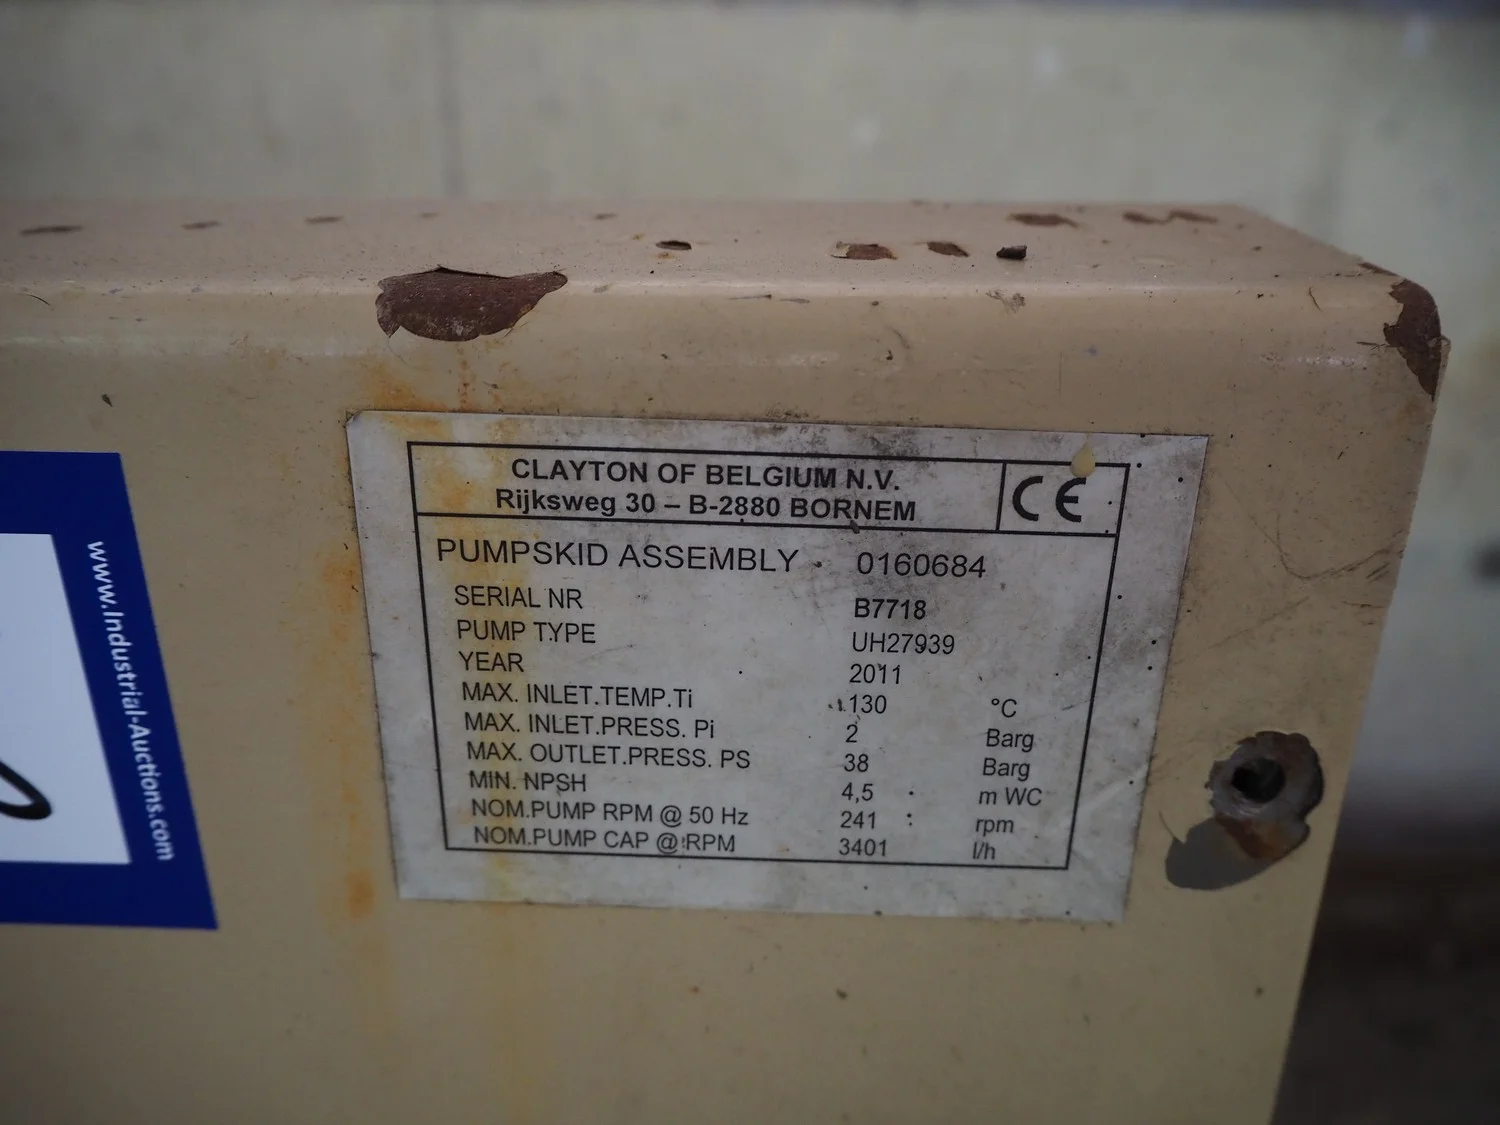 CLAYTON OF BELGIUM N.V.
Rijksweg 30 – B-2880 BORNEM
CE
PUMPSKID ASSEMBLY 0160684
SERIAL NR B7718
PUMP TYPE UH27939
YEAR 2011
MAX. INLET.TEMP.Ti 130 °C
MAX. INLET.PRESS. Pi 2 Barg
MAX. OUTLET.PRESS. PS 38 Barg
MIN. NPSH 4,5 m WC
NOM.PUMP RPM @ 50 Hz 241 rpm
NOM.PUMP CAP @ RPM 3401 l/h
www.Industrial-Auctions.com